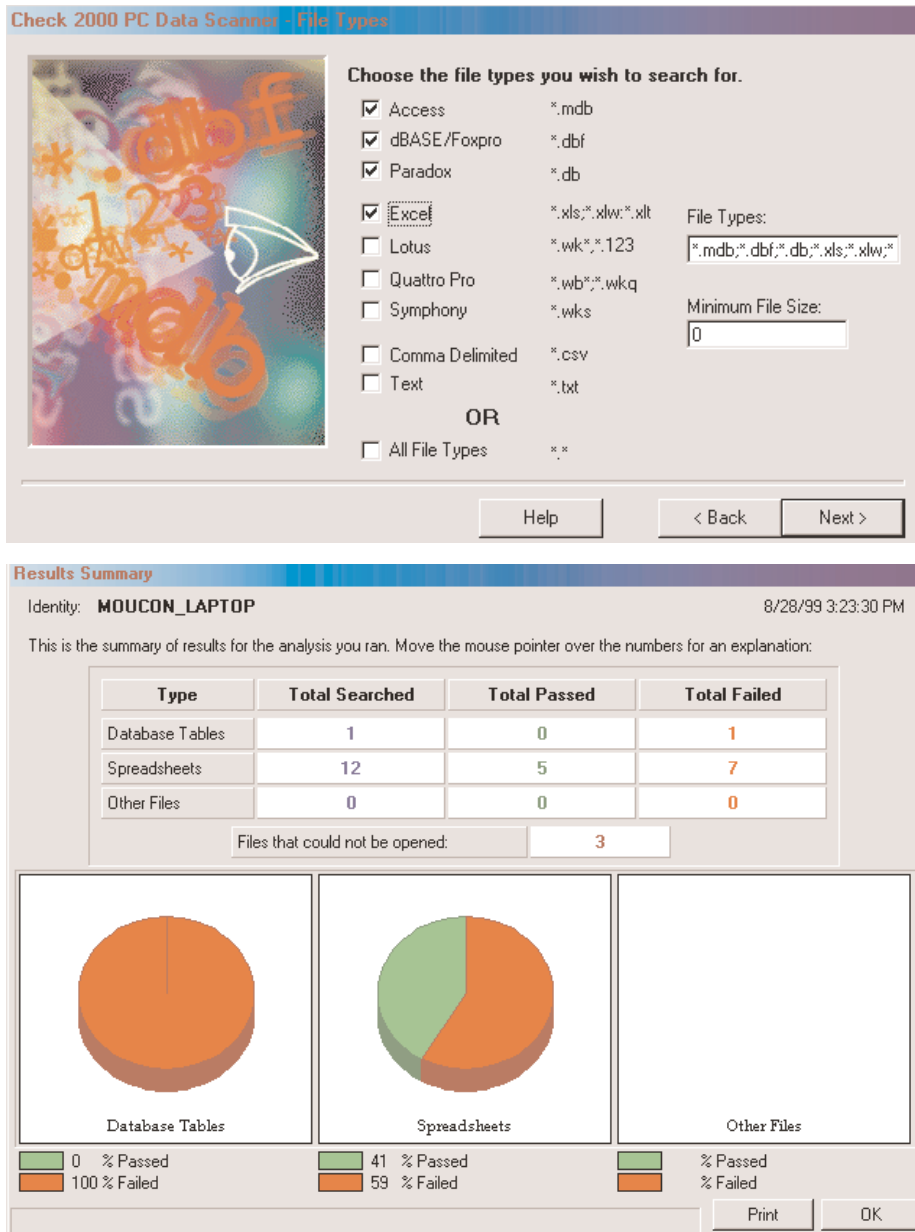 Check 2000 PC Data Scanner - File Types
Choose the file types you wish to search for.
Access *.mdb
dBASE/Foxpro *.dbf
Paradox *.db
Excel *.xls;*.xlw:*.xlt
File Types:
Lotus *.wk*,*.123
*.mdb;*.dbf;*.db;*.xls;*.xlw;*
Quattro Pro *.wb*;*.wkq
Symphony *.wks
Minimum File Size:
0
Comma Delimited *.csv
Text *.txt
OR
All File Types *.*
dbf
123
mdb
Help < Back Next >
Results Summary
Identity: MOUCON_LAPTOP 8/28/99 3:23:30 PM
This is the summary of results for the analysis you ran. Move the mouse pointer over the numbers for an explanation:
Type Total Searched Total Passed Total Failed
Database Tables 1 0 1
Spreadsheets 12 5 7
Other Files 0 0 0
Files that could not be opened: 3
Database Tables Spreadsheets Other Files
0 % Passed 41 % Passed % Passed
100 % Failed 59 % Failed % Failed
Print OK